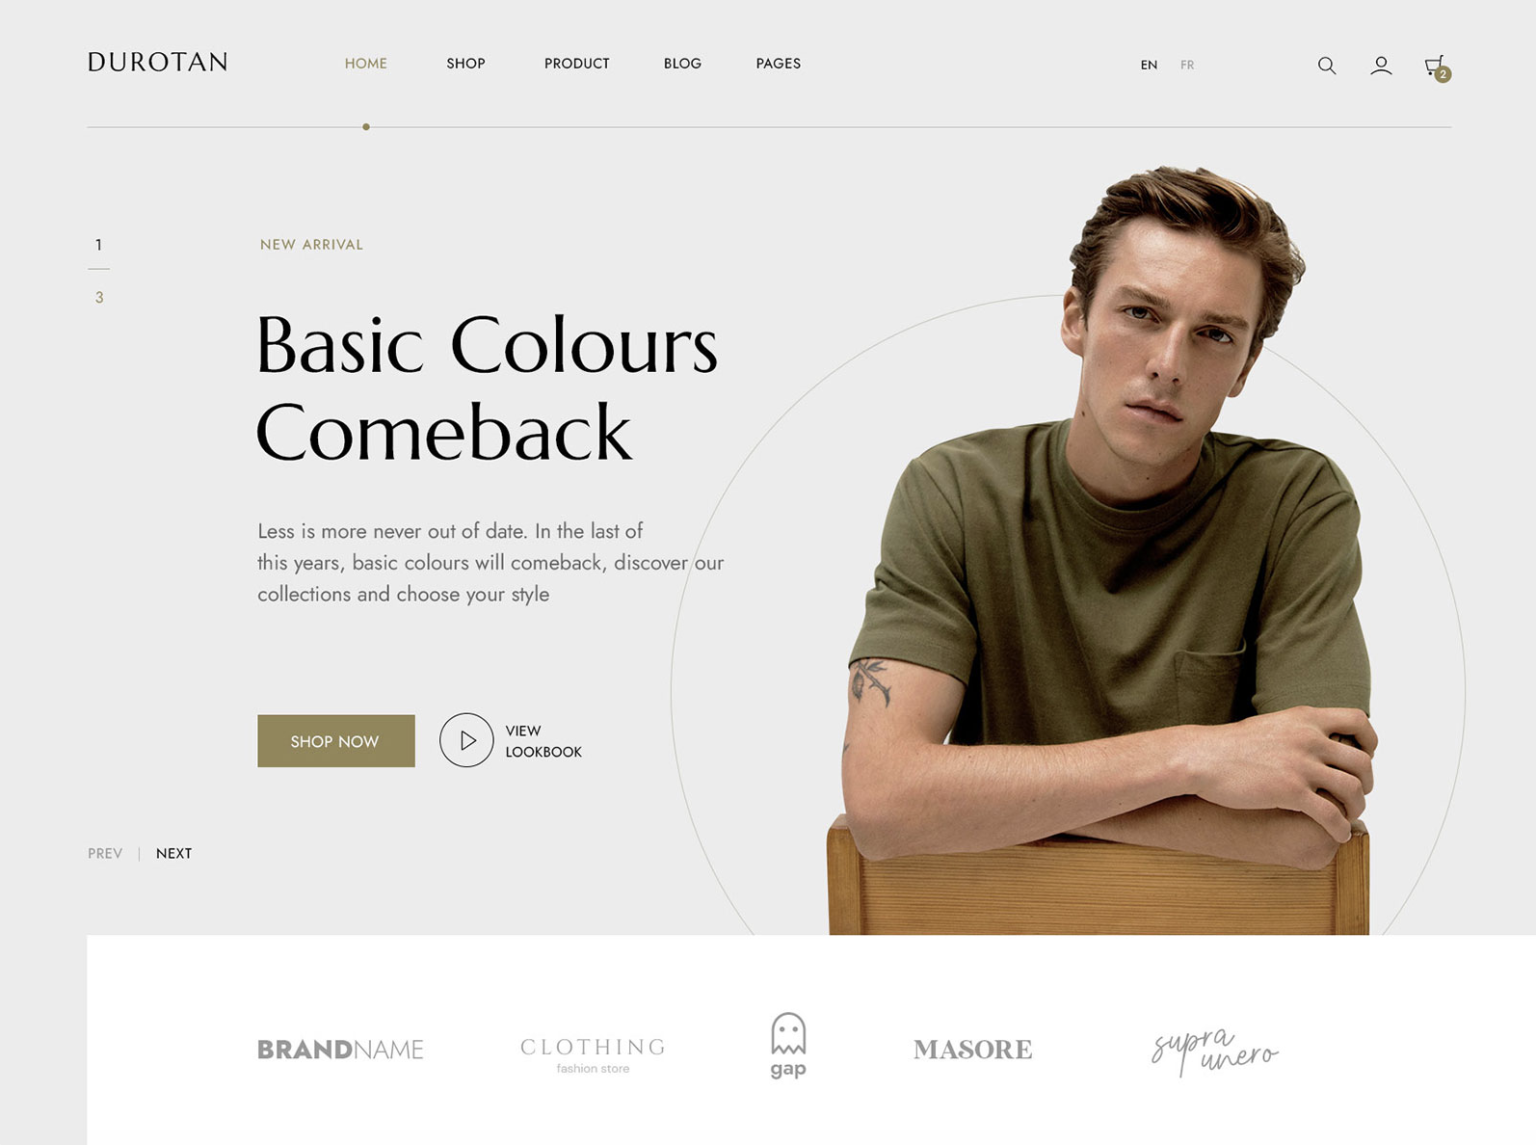 DUROTAN
HOME SHOP PRODUCT BLOG PAGES
EN FR
2
1
3
NEW ARRIVAL
Basic Colours
Comeback
Less is more never out of date. In the last of
this years, basic colours will comeback, discover our
collections and choose your style
SHOP NOW
VIEW
LOOKBOOK
PREV | NEXT
BRANDNAME
CLOTHING
fashion store
gap
MASORE
supra
unero